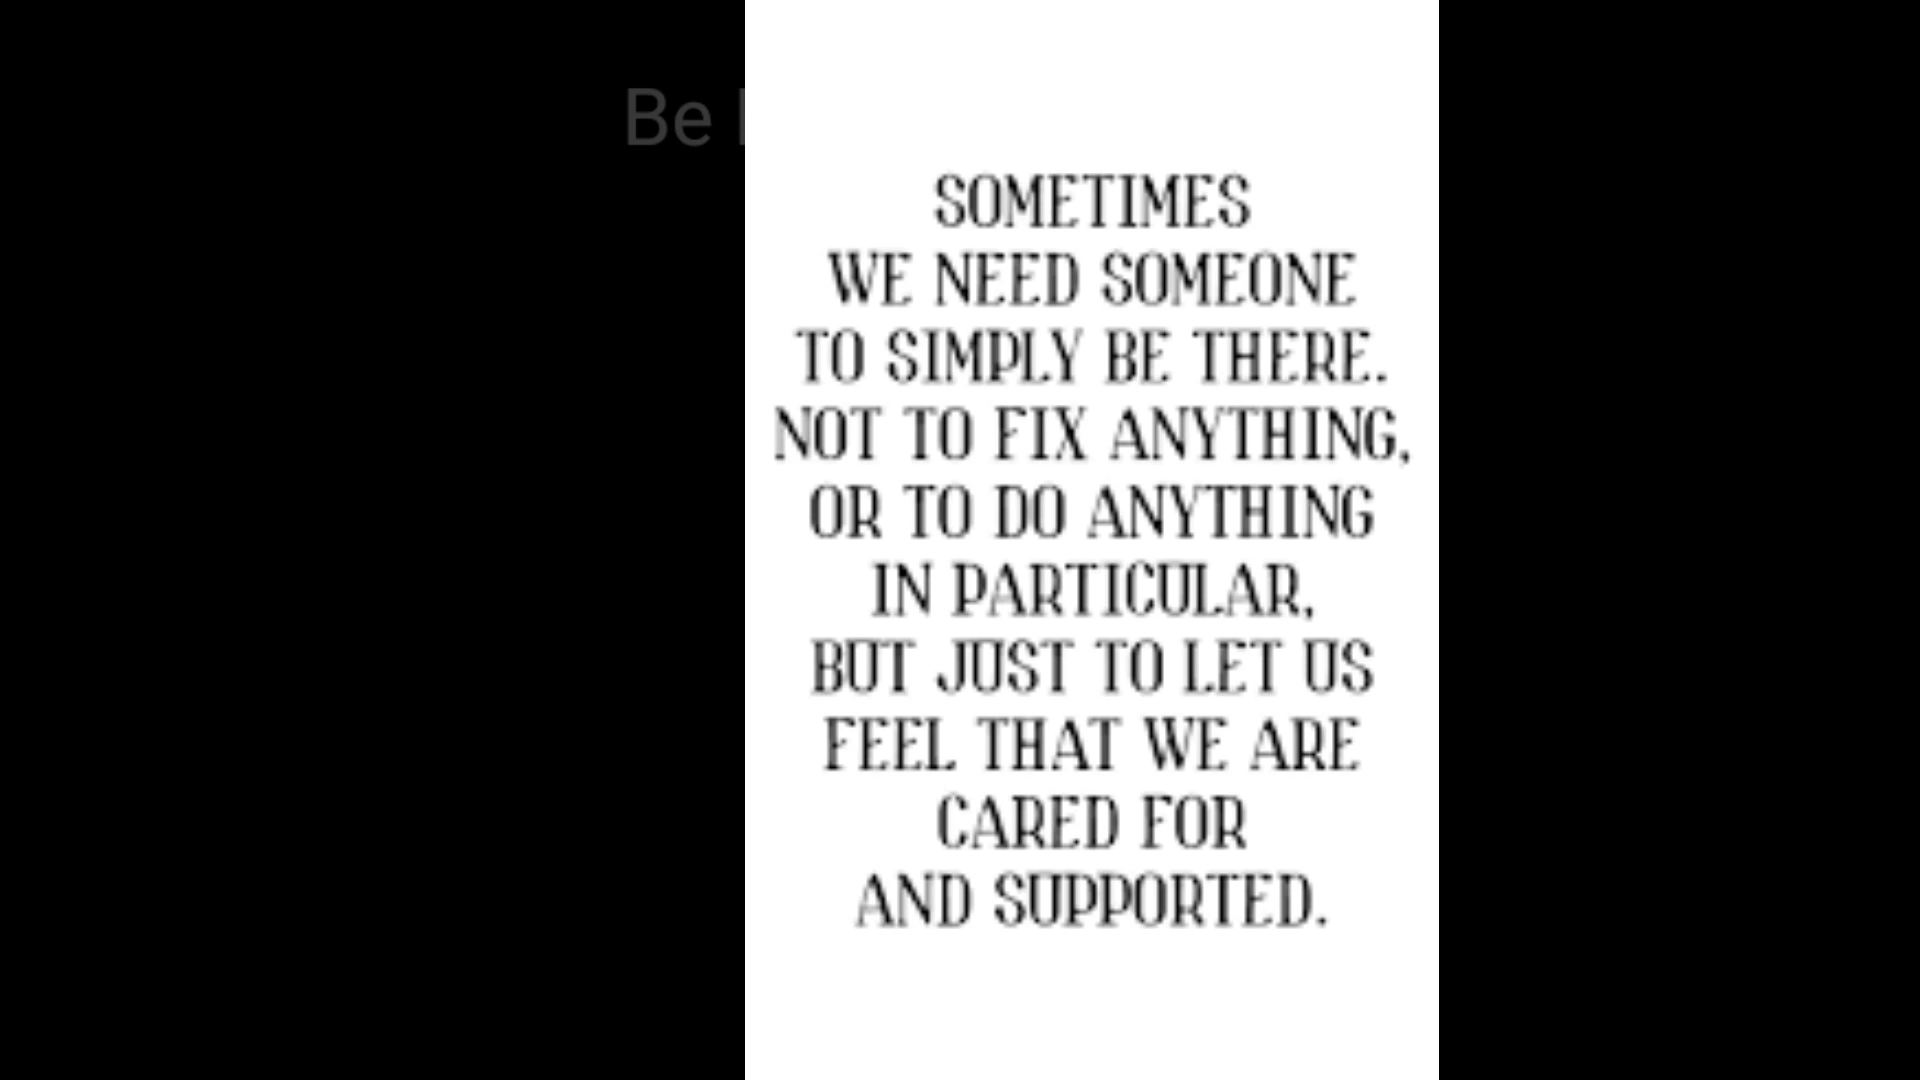 Be
SOMETIMES
WE NEED SOMEONE
TO SIMPLY BE THERE.
NOT TO FIX ANYTHING,
OR TO DO ANYTHING
IN PARTICULAR,
BUT JUST TO LET US
FEEL THAT WE ARE
CARED FOR
AND SUPPORTED.